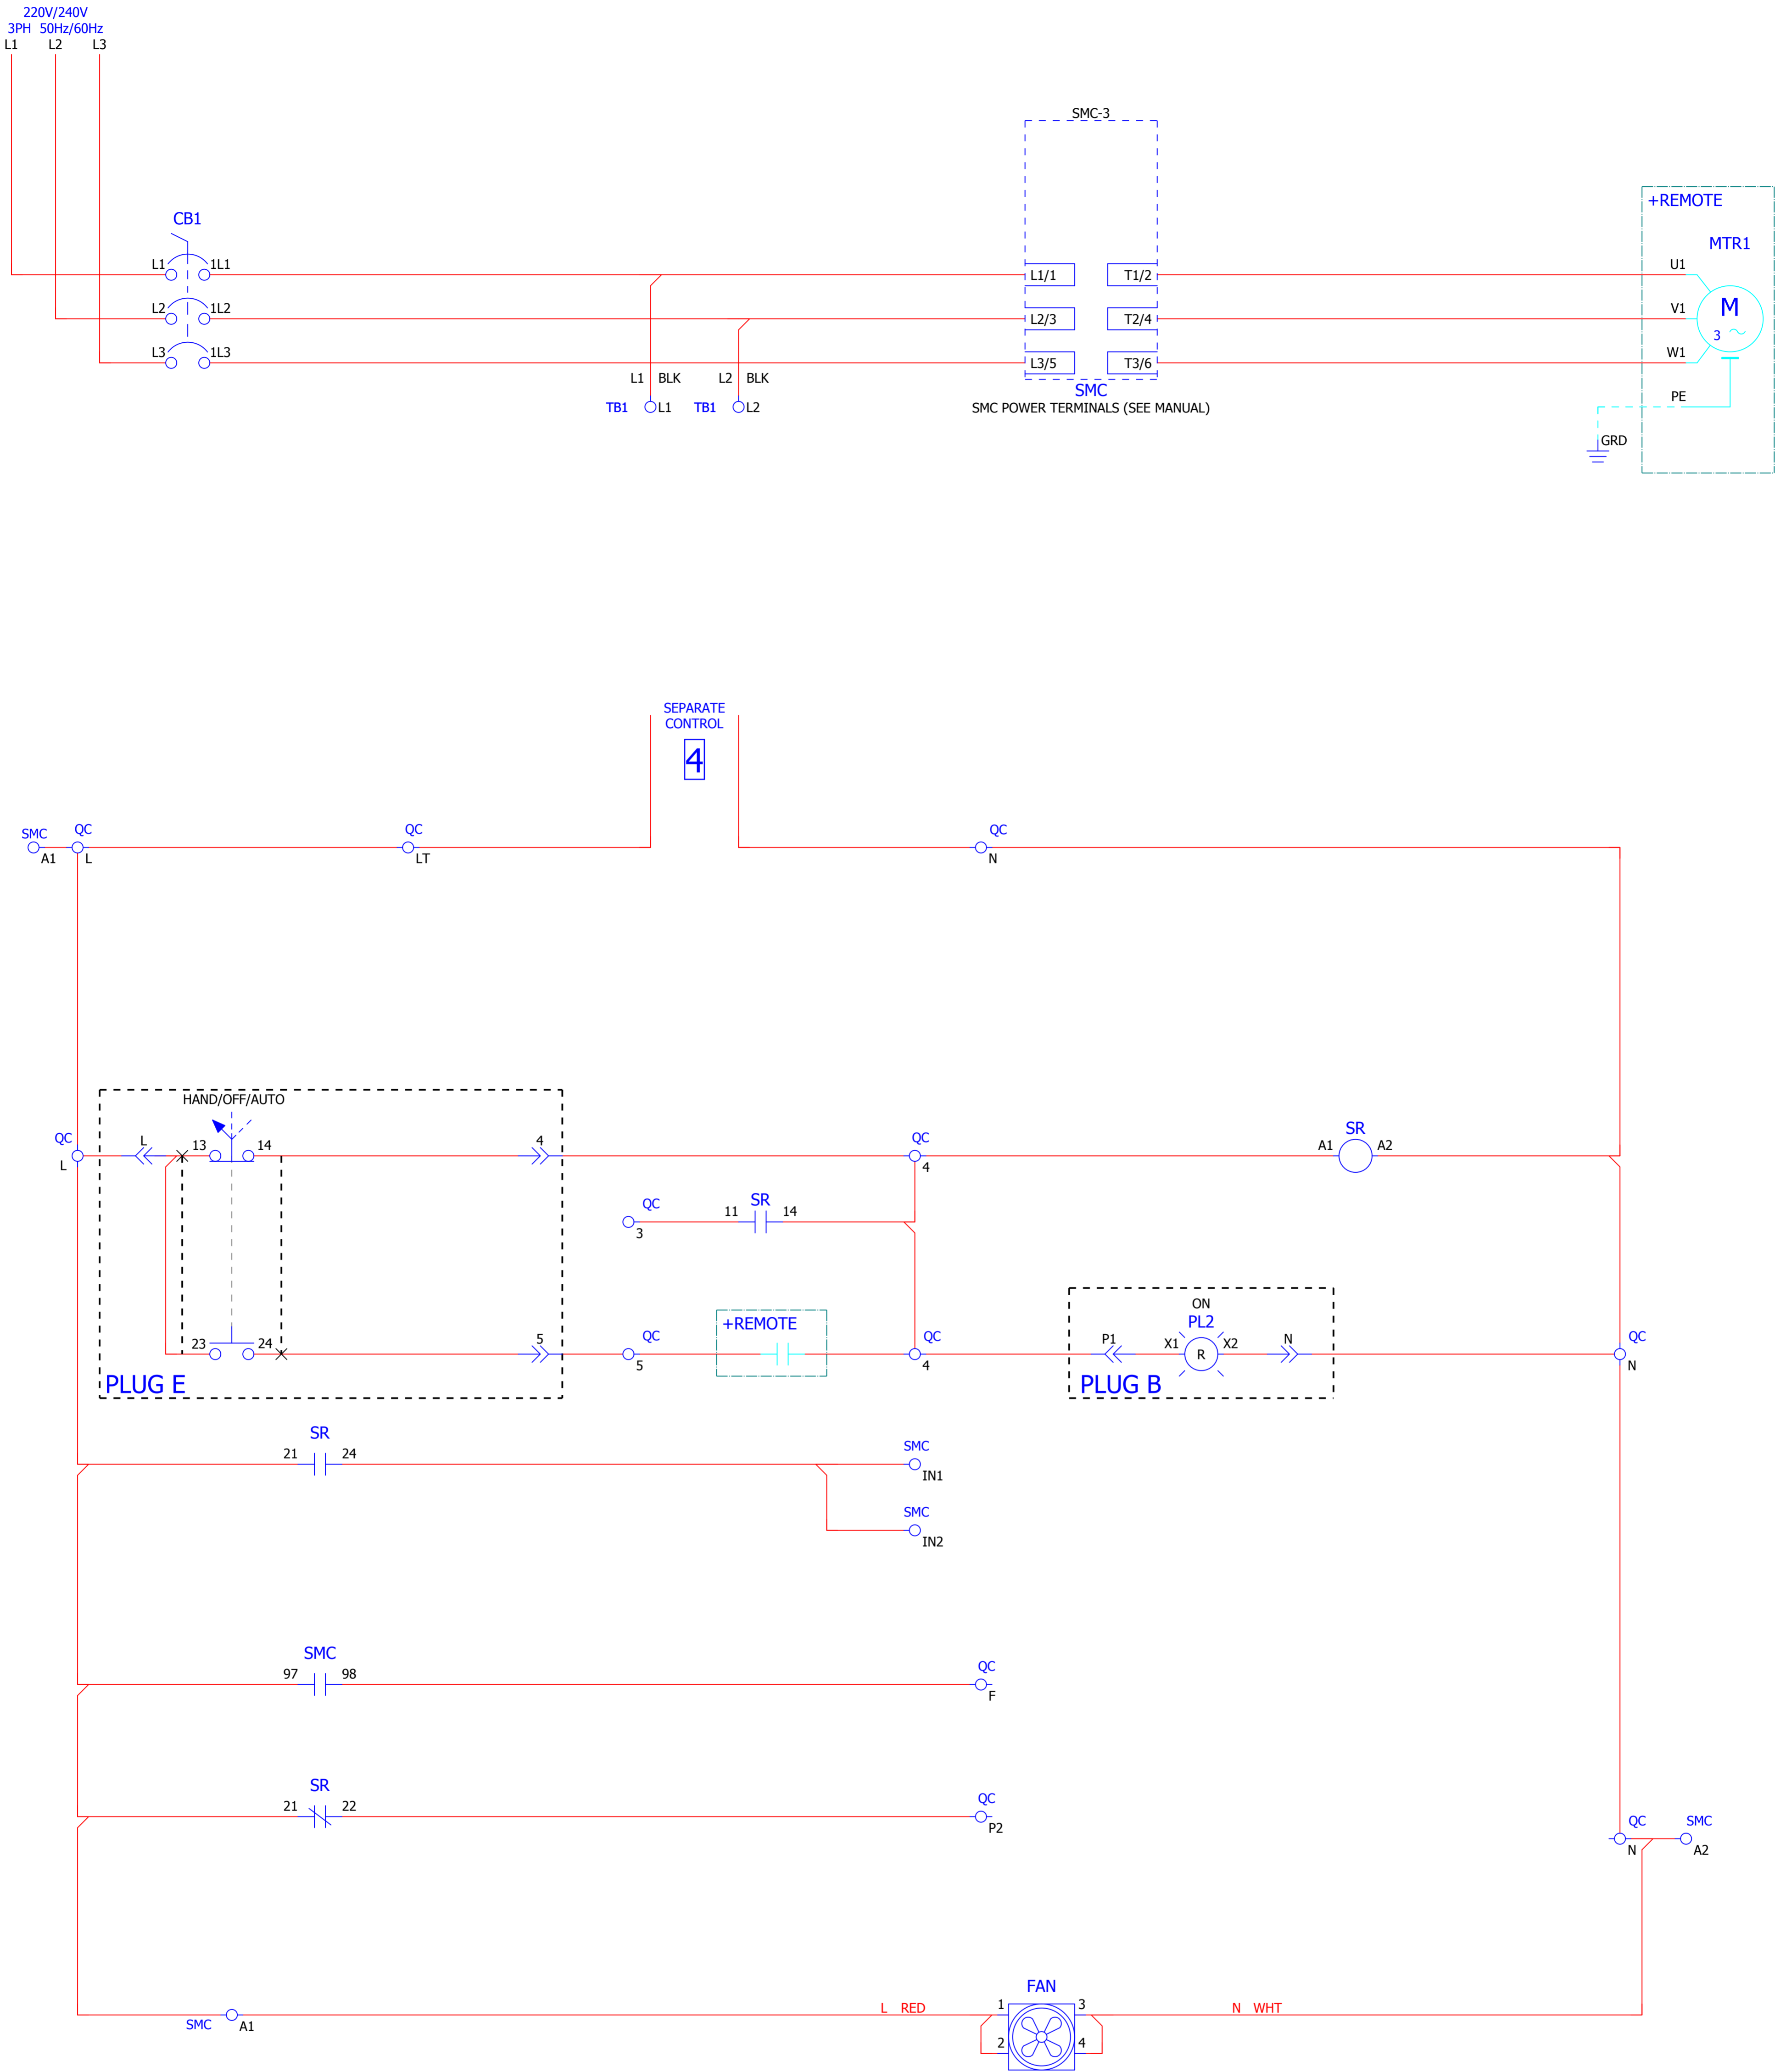 220V/240V
3PH 50Hz/60Hz
L1 L2 L3
SMC-3
+REMOTE
MTR1
CB1
L1 1L1 L1/1 T1/2 U1
L2 1L2 L2/3 T2/4 V1
M
3
L3 1L3 L3/5 T3/6 W1
L1 BLK L2 BLK
SMC
PE
TB1 L1 TB1 L2
SMC POWER TERMINALS (SEE MANUAL)
GRD
SEPARATE
CONTROL
4
SMC QC QC QC
A1 L LT N
HAND/OFF/AUTO
QC L 13 14 4 QC SR
A1 A2
L 4
QC 11 SR 14
3
+REMOTE
ON
PL2
23 24 5 QC QC P1 X1 X2 N QC
R
5 4 N
PLUG E
PLUG B
SR
21 24 SMC
IN1
SMC
IN2
SMC
97 98 QC
F
SR
21 22 QC
P2
QC SMC
N A2
FAN
L RED 1 3 N WHT
SMC A1
2 4